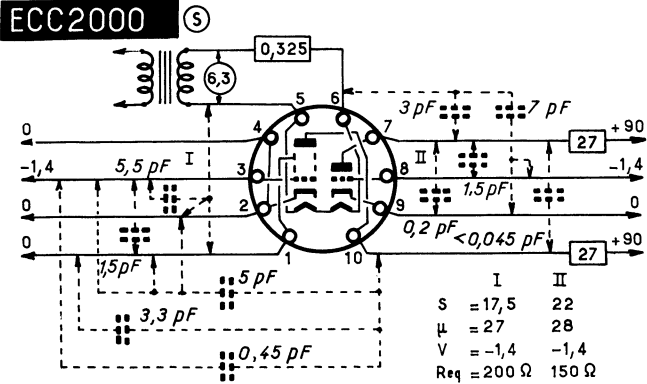 ECC2000 S
0,325
6,3
5 6
3 pF 7 pF
4 7
0 +90
27
I II
-1,4 5,5 pF 3 8 -1,4
1,5 pF
0 2 9 0
0,2 pF
<0,045 pF
0 1 10 +90
27
1,5 pF
5 pF
3,3 pF
0,45 pF
I II
S = 17,5 22
μ = 27 28
V = -1,4 -1,4
Req = 200 Ω 150 Ω